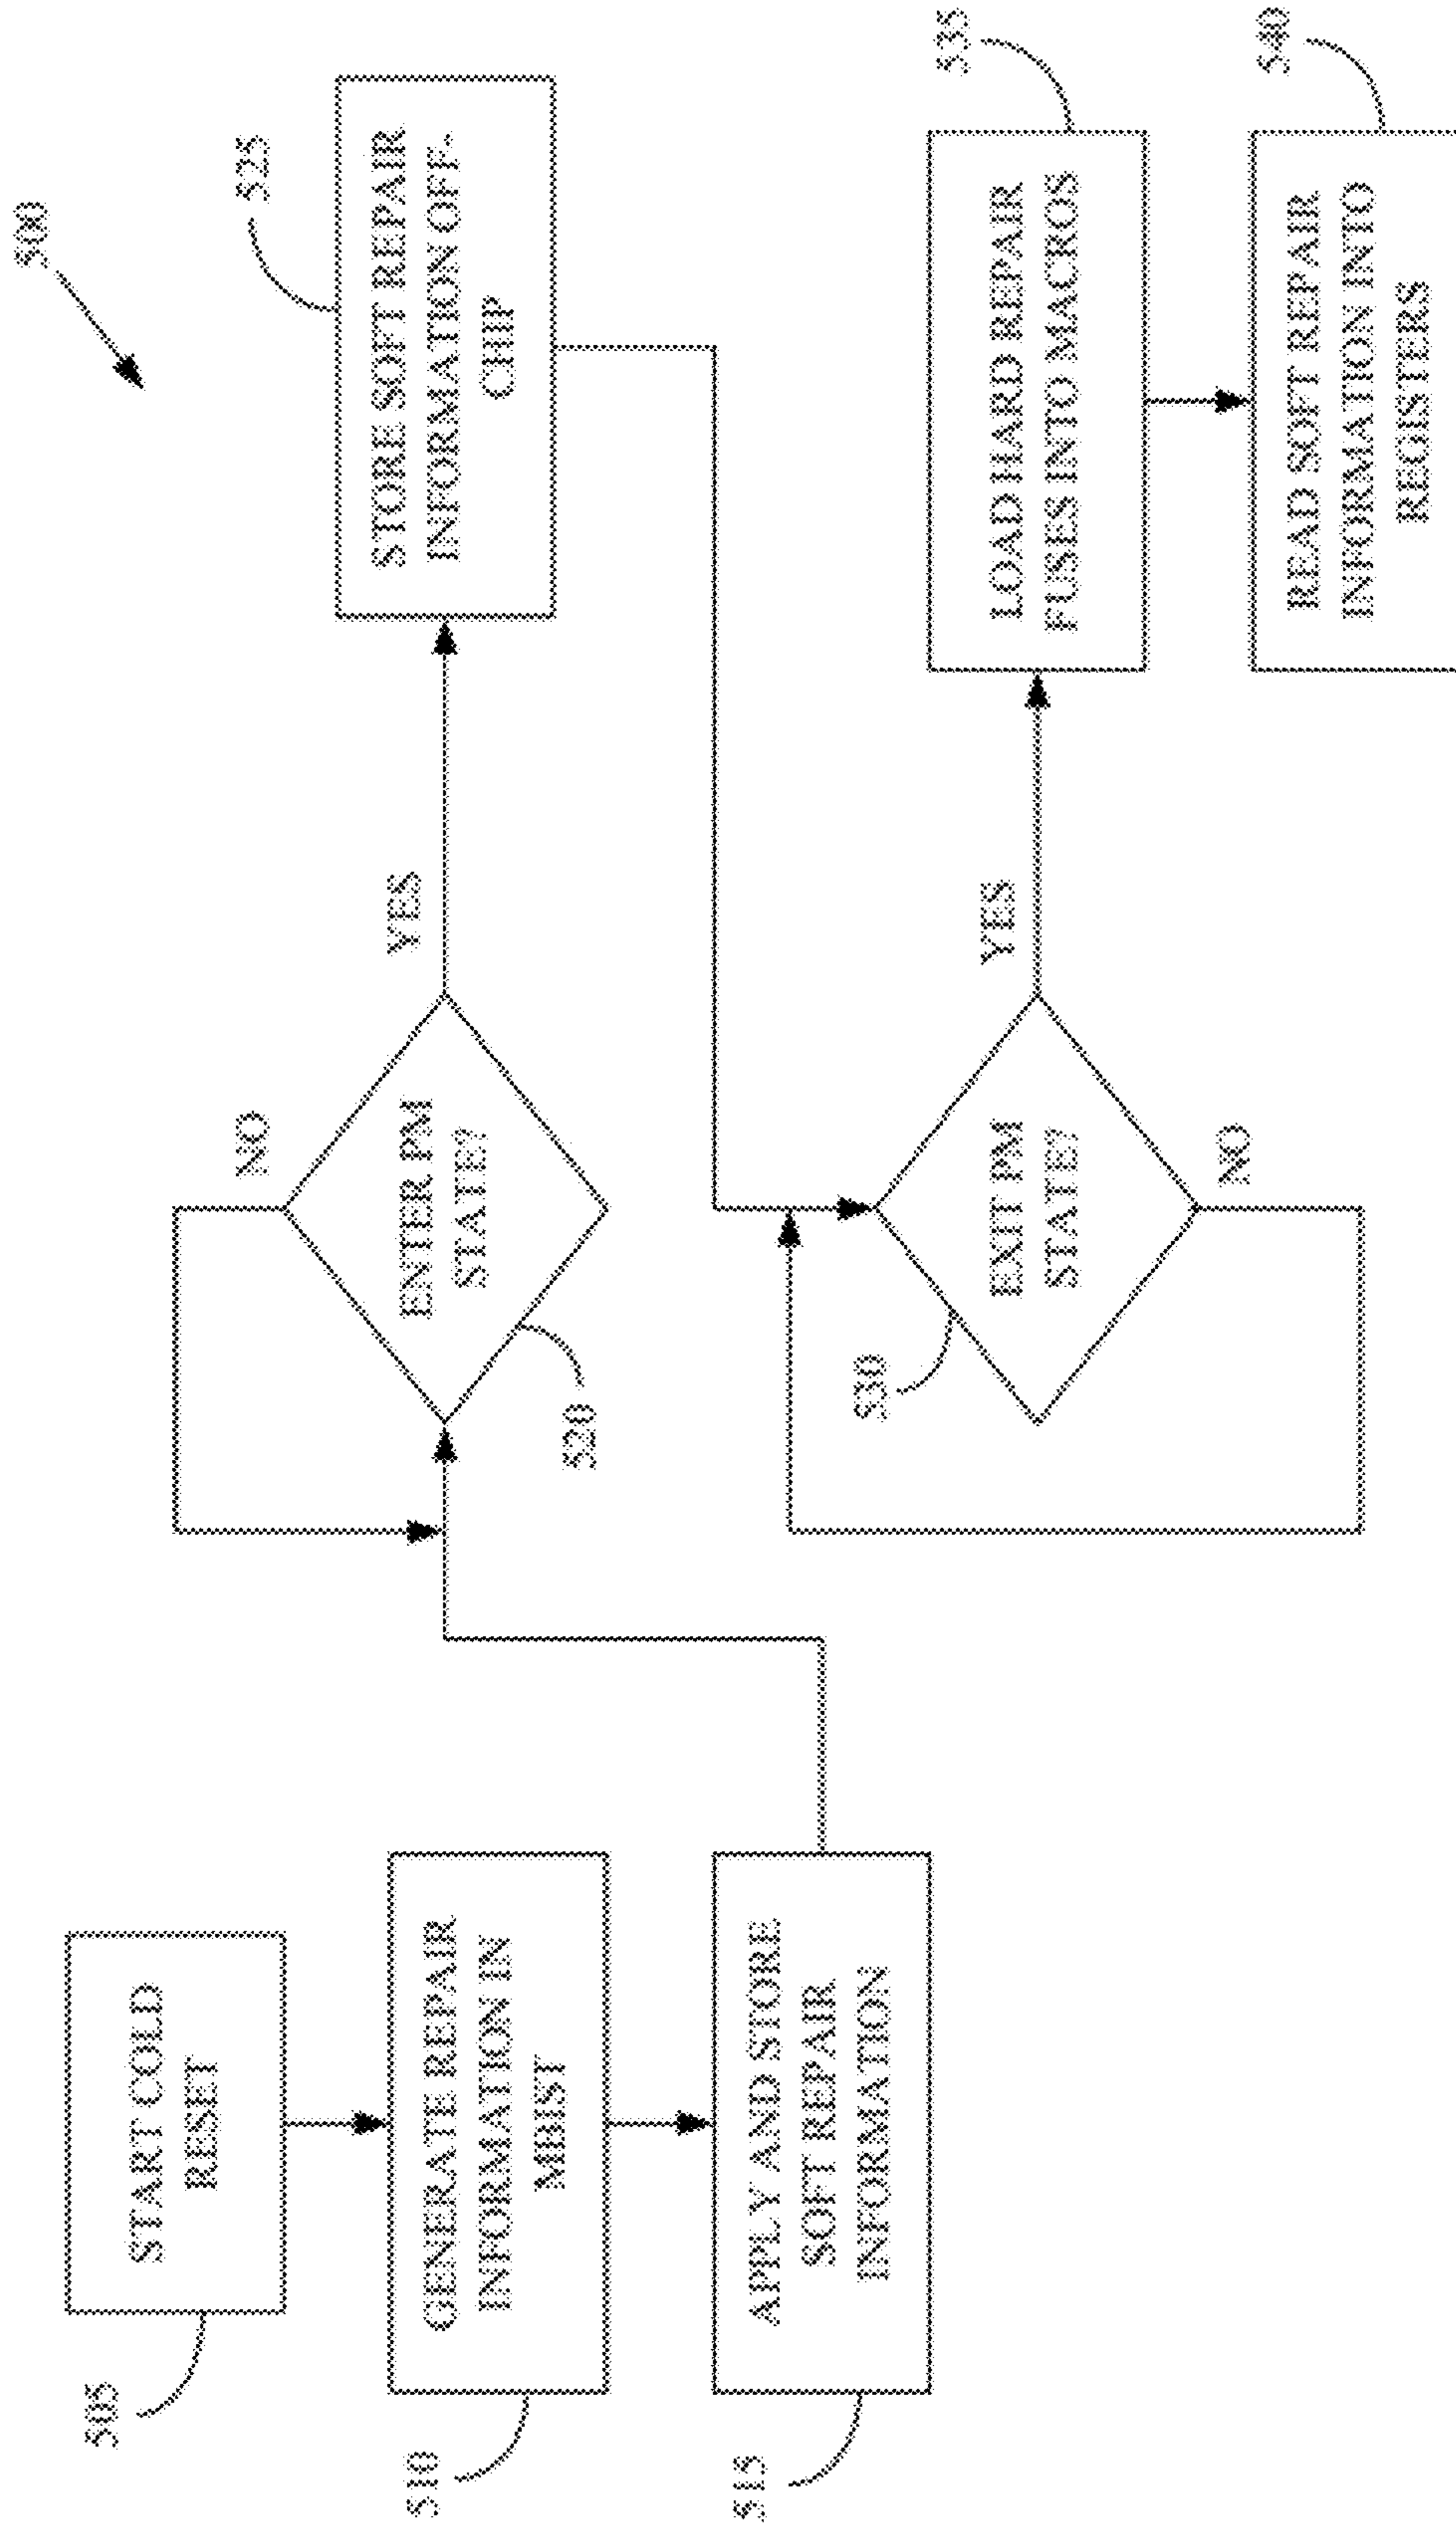 500
505
START COLD
RESET
510
GENERATE REPAIR
INFORMATION IN
MBIST
515
APPLY AND STORE
SOFT REPAIR
INFORMATION
NO
ENTER PM
STATE?
520
YES
525
STORE SOFT REPAIR
INFORMATION OFF-
CHIP
530
EXIT PM
STATE?
NO
YES
535
LOAD HARD REPAIR
FUSES INTO MACROS
540
READ SOFT REPAIR
INFORMATION INTO
REGISTERS